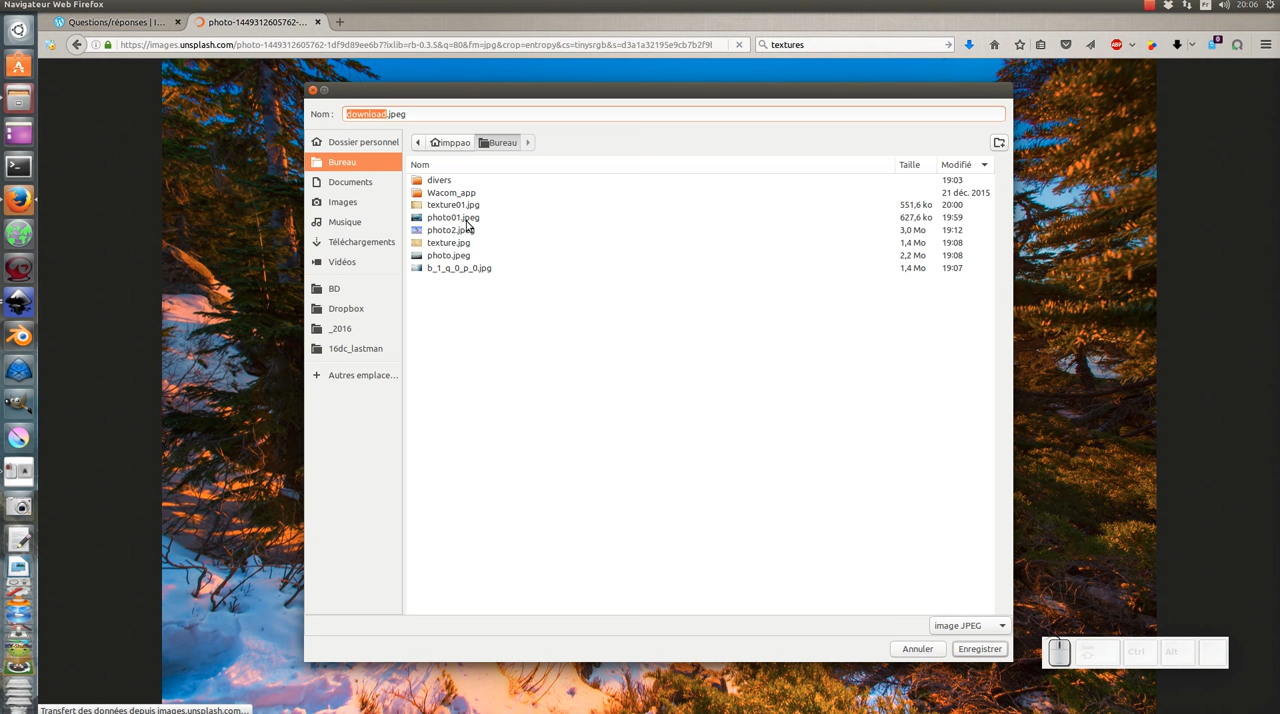 Navigateur Web Firefox
Fr
20:06
Questions/réponses | I...
photo-1449312605762-...
https://images.unsplash.com/photo-1449312605762-1df9d89ee6b7?ixlib=rb-0.3.5&q=80&fm=jpg&crop=entropy&cs=tinysrgb&s=d3a1a32195e9cb7b2f9l
textures
ABP
0
Nom :
download.jpeg
Dossier personnel
imppao
Bureau
Bureau
Nom
Taille
Modifié
Documents
Images
Musique
Téléchargements
Vidéos
BD
Dropbox
_2016
16dc_lastman
Autres emplace...
divers
19:03
Wacom_app
21 déc. 2015
texture01.jpg
551,6 ko
20:00
photo01.jpeg
627,6 ko
19:59
photo2.jpeg
3,0 Mo
19:12
texture.jpg
1,4 Mo
19:08
photo.jpeg
2,2 Mo
19:08
b_1_q_0_p_0.jpg
1,4 Mo
19:07
image JPEG
Annuler
Enregistrer
Ctrl
Alt
Transfert des données depuis images.unsplash.com...